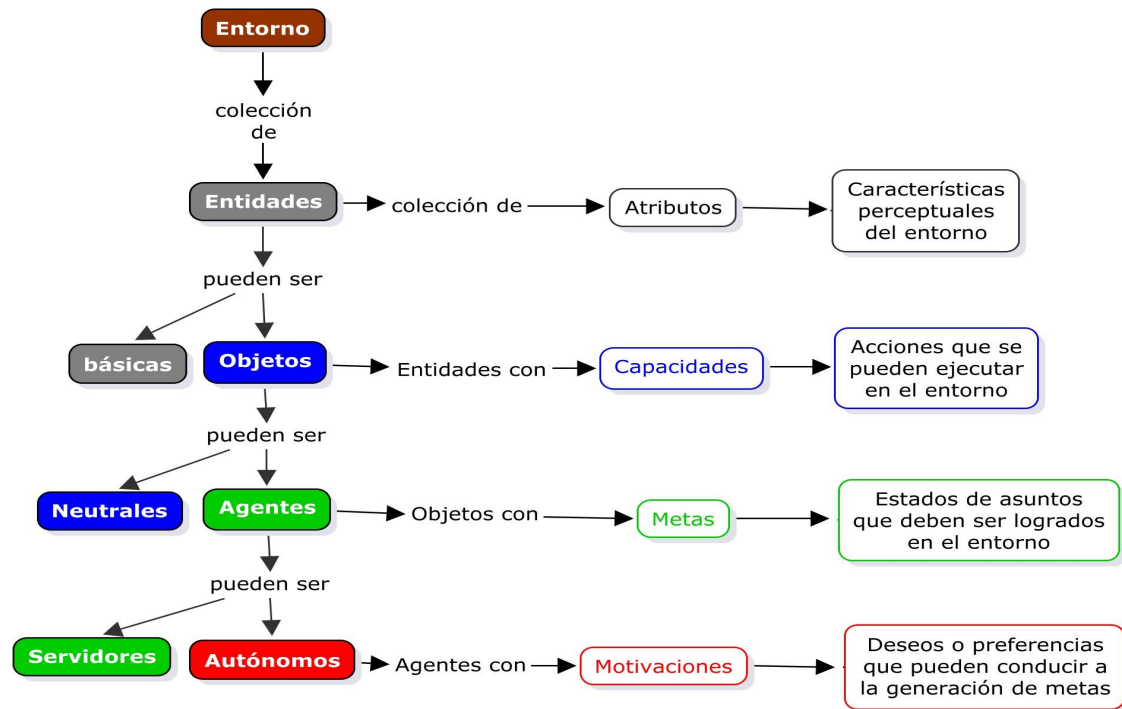 Entorno
colección
de
Entidades
colección de
Atributos
Características
perceptuales
del entorno
pueden ser
básicas
Objetos
Entidades con
Capacidades
Acciones que se
pueden ejecutar
en el entorno
pueden ser
Neutrales
Agentes
Objetos con
Metas
Estados de asuntos
que deben ser logrados
en el entorno
pueden ser
Servidores
Autónomos
Agentes con
Motivaciones
Deseos o preferencias
que pueden conducir a
la generación de metas